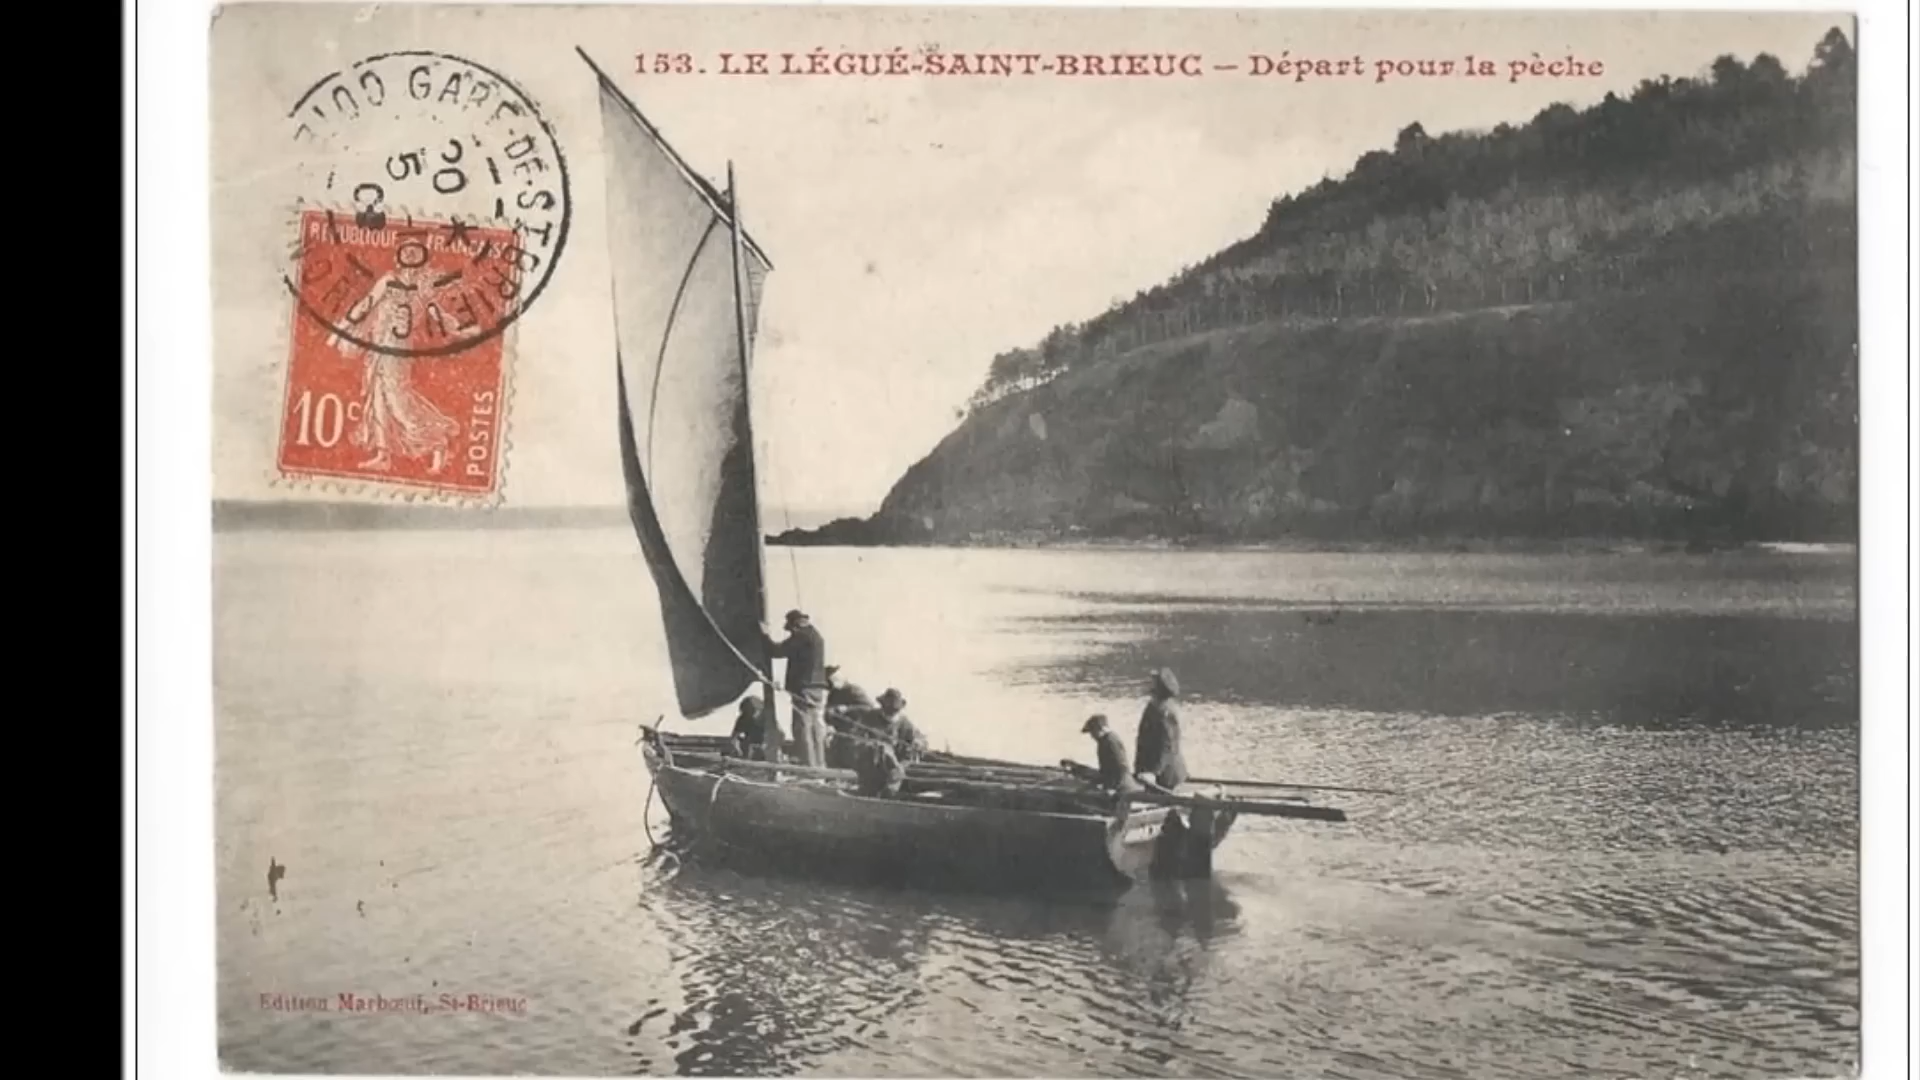 153. LE LÉGUÉ-SAINT-BRIEUC — Départ pour la pèche
GARE-DE-ST BRIEUC
RÉPUBLIQUE FRANÇAISE
10c
POSTES
Edition Marbœuf, St-Brieuc